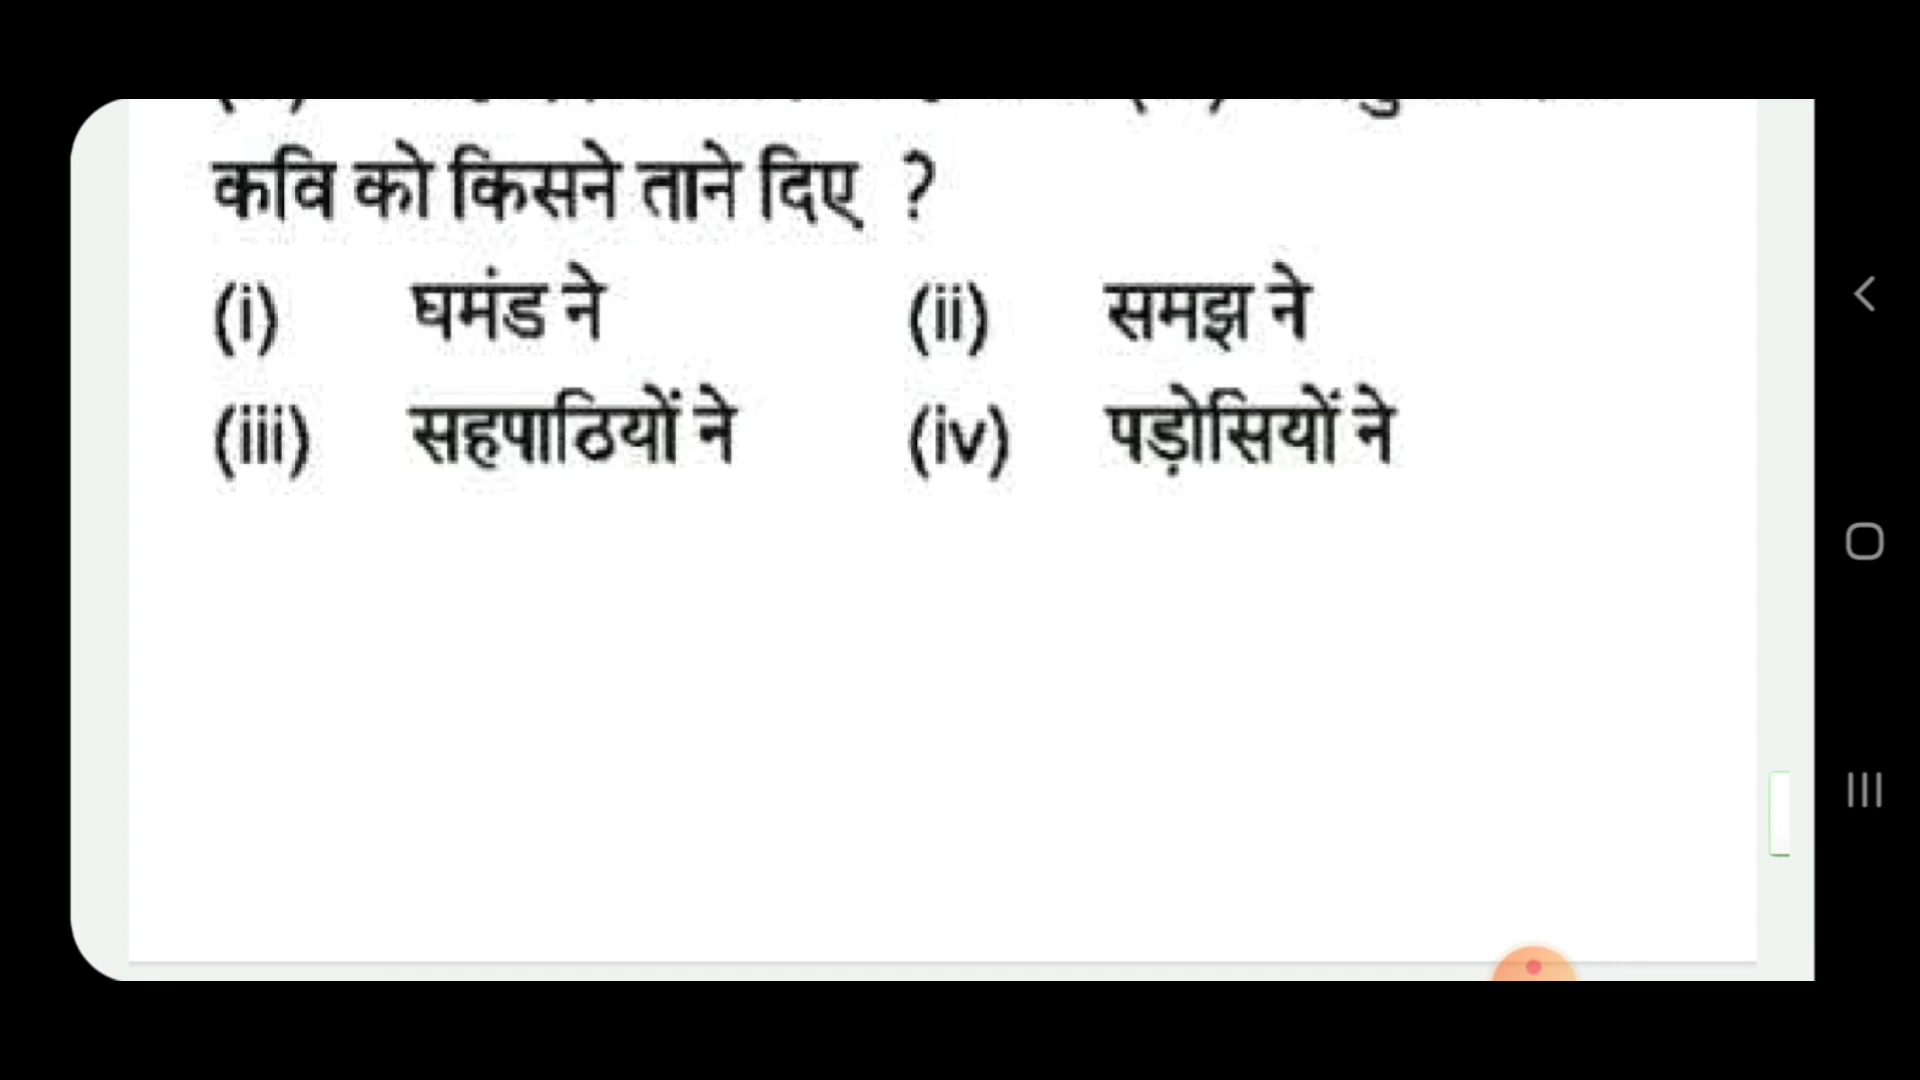 कवि को किसने ताने दिए ?
(i) घमंड ने (ii) समझ ने
(iii) सहपाठियों ने (iv) पड़ोसियों ने